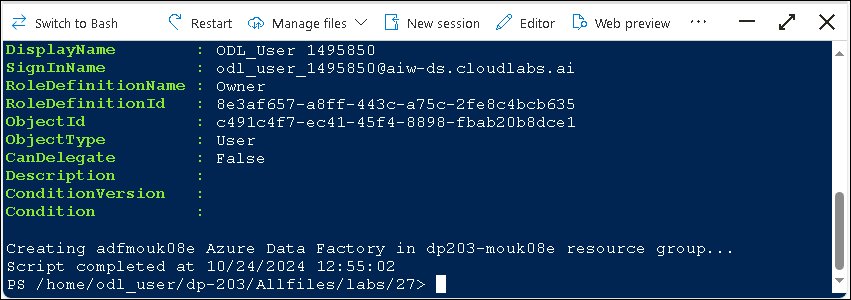 Switch to Bash Restart Manage files New session Editor Web preview ...
DisplayName : ODL_User 1495850
SignInName : odl_user_1495850@aiw-ds.cloudlabs.ai
RoleDefinitionName : Owner
RoleDefinitionId : 8e3af657-a8ff-443c-a75c-2fe8c4bcb635
ObjectId : c491c4f7-ec41-45f4-8898-fbab20b8dce1
ObjectType : User
CanDelegate : False
Description :
ConditionVersion :
Condition :
Creating adfmouk08e Azure Data Factory in dp203-mouk08e resource group...
Script completed at 10/24/2024 12:55:02
PS /home/odl_user/dp-203/Allfiles/labs/27>